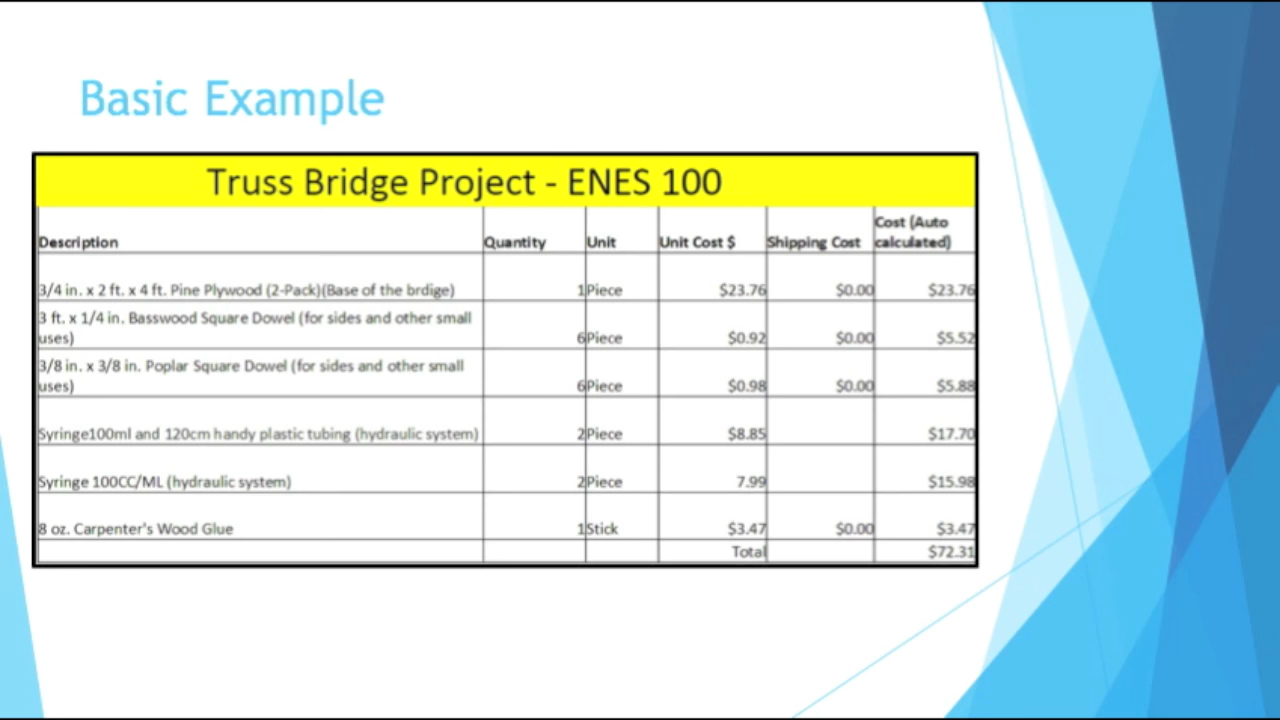 Basic Example
Truss Bridge Project - ENES 100
Description Quantity Unit Unit Cost $ Shipping Cost Cost (Auto calculated)
3/4 in. x 2 ft. x 4 ft. Pine Plywood (2-Pack)(Base of the brdige) 1 Piece $23.76 $0.00 $23.76
3 ft. x 1/4 in. Basswood Square Dowel (for sides and other small
uses) 6 Piece $0.92 $0.00 $5.52
3/8 in. x 3/8 in. Poplar Square Dowel (for sides and other small
uses) 6 Piece $0.98 $0.00 $5.88
Syringe100ml and 120cm handy plastic tubing (hydraulic system) 2 Piece $8.85 $17.70
Syringe 100CC/ML (hydraulic system) 2 Piece 7.99 $15.98
8 oz. Carpenter's Wood Glue 1 Stick $3.47 $0.00 $3.47
Total $72.31